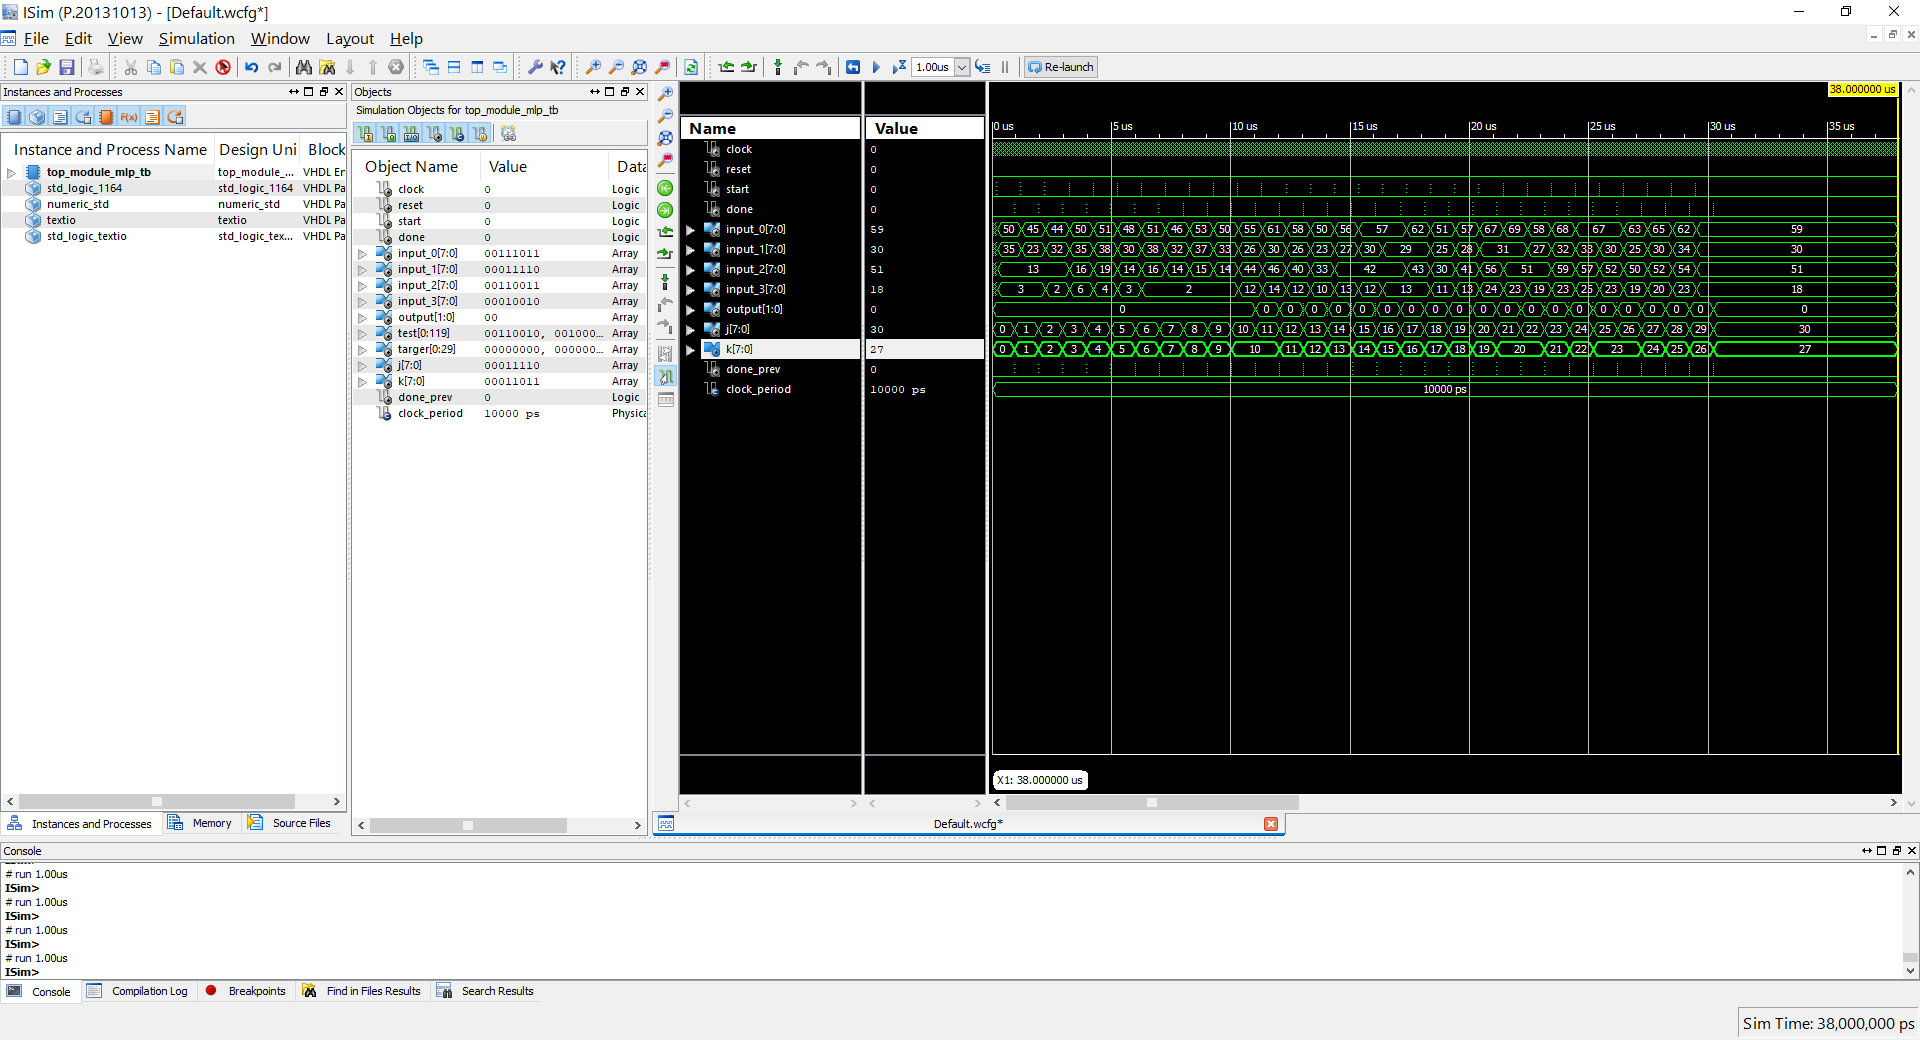 ISim (P.20131013) - [Default.wcfg*]
File Edit View Simulation Window Layout Help
1.00us Re-launch
Instances and Processes
Instance and Process Name Design Uni Block
top_module_mlp_tb top_module_... VHDL En
std_logic_1164 std_logic_1164 VHDL Pa
numeric_std numeric_std VHDL Pa
textio textio VHDL Pa
std_logic_textio std_logic_tex... VHDL Pa
Instances and Processes Memory Source Files
Objects
Simulation Objects for top_module_mlp_tb
Object Name Value Data
clock 0 Logic
reset 0 Logic
start 0 Logic
done 0 Logic
input_0[7:0] 00111011 Array
input_1[7:0] 00011110 Array
input_2[7:0] 00110011 Array
input_3[7:0] 00010010 Array
output[1:0] 00 Array
test[0:119] 00110010, 001000... Array
targer[0:29] 00000000, 000000... Array
j[7:0] 00011110 Array
k[7:0] 00011011 Array
done_prev 0 Logic
clock_period 10000 ps Physica
38.000000 us
Name Value 0 us 5 us 10 us 15 us 20 us 25 us 30 us 35 us
clock 0
reset 0
start 0
done 0
input_0[7:0] 59 50 45 44 50 51 48 51 46 53 50 55 61 58 50 56 57 62 51 57 67 69 58 68 67 63 65 62 59
input_1[7:0] 30 35 23 32 35 38 30 38 32 37 33 26 30 26 23 27 30 29 25 28 31 27 32 33 30 25 30 34 30
input_2[7:0] 51 13 16 19 14 16 14 15 14 44 46 40 33 42 43 30 41 56 51 59 57 52 50 52 54 51
input_3[7:0] 18 3 2 6 4 3 2 12 14 12 10 13 12 13 11 13 24 23 19 23 25 23 19 20 23 18
output[1:0] 0 0 0 0 0 0 0 0 0 0 0 0 0 0 0 0 0 0 0 0 0 0
j[7:0] 30 0 1 2 3 4 5 6 7 8 9 10 11 12 13 14 15 16 17 18 19 20 21 22 23 24 25 26 27 28 29 30
k[7:0] 27 0 1 2 3 4 5 6 7 8 9 10 11 12 13 14 15 16 17 18 19 20 21 22 23 24 25 26 27
done_prev 0
clock_period 10000 ps 10000 ps
X1: 38.000000 us
Default.wcfg*
Console
# run 1.00us
ISim>
# run 1.00us
ISim>
# run 1.00us
ISim>
# run 1.00us
ISim>
Console Compilation Log Breakpoints Find in Files Results Search Results
Sim Time: 38,000,000 ps